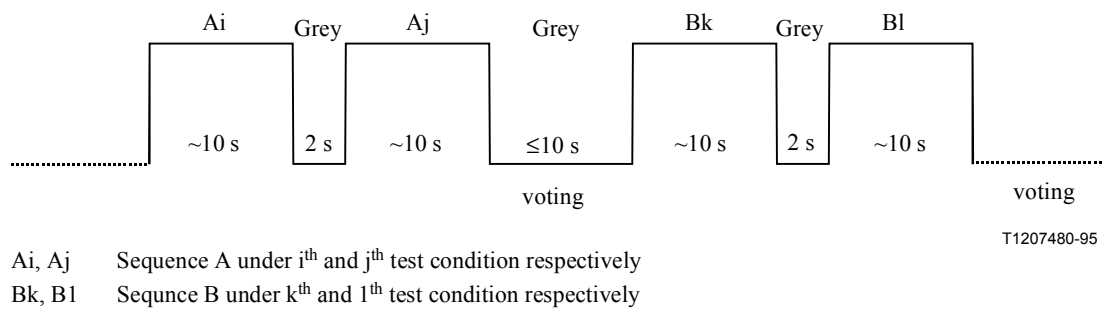 Ai Grey Aj Grey Bk Grey Bl
~10 s 2 s ~10 s ≤10 s ~10 s 2 s ~10 s
voting voting
T1207480-95
Ai, Aj Sequence A under ith and jth test condition respectively
Bk, B1 Sequnce B under kth and 1th test condition respectively